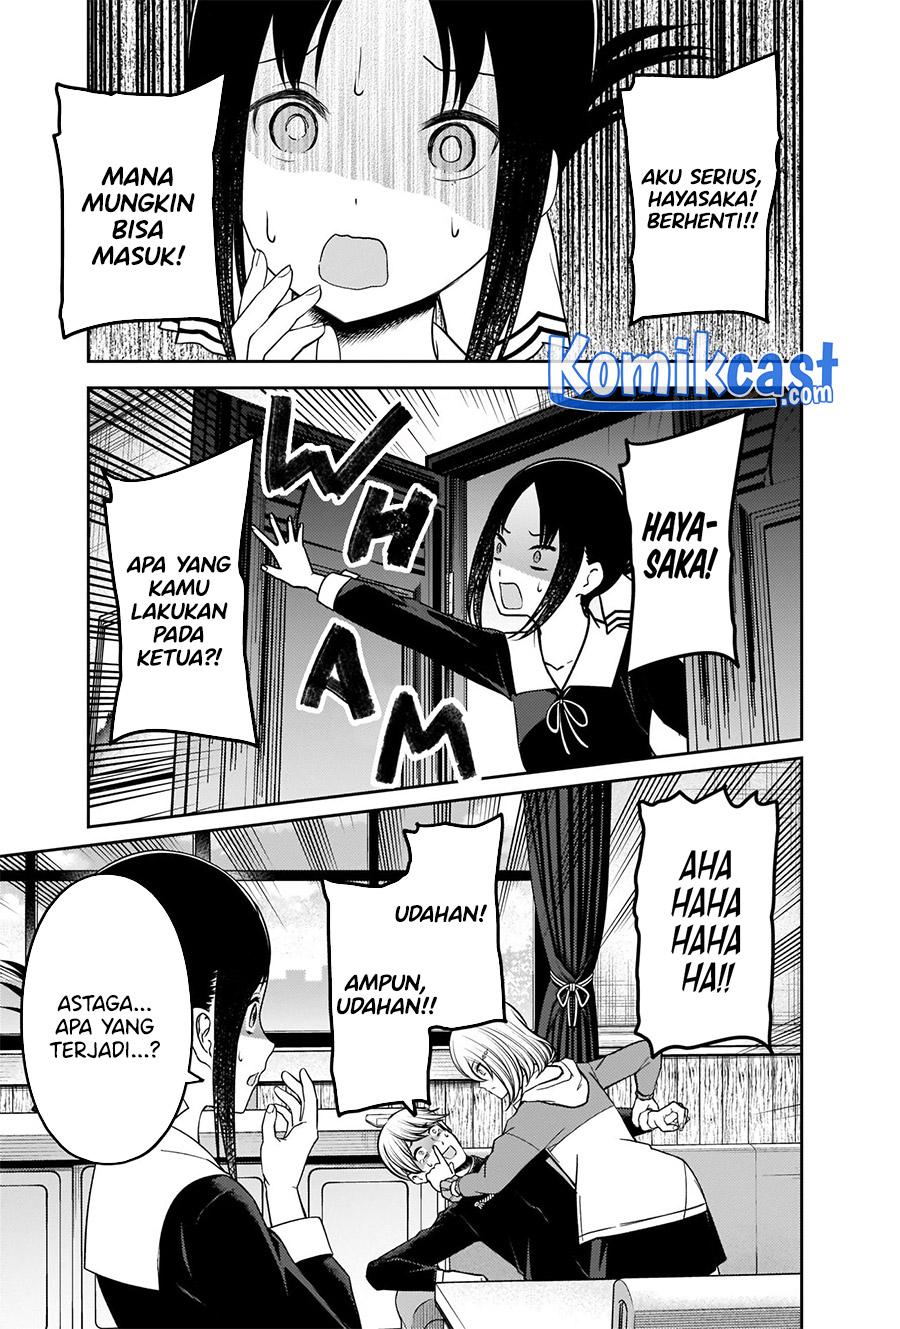 AKU SERIUS,
HAYASAKA!
BERHENTI!!
MANA
MUNGKIN
BISA
MASUK!
Komikcast
.com
HAYA-
SAKA!
WHAM
APA YANG
KAMU
LAKUKAN
PADA
KETUA?!
AHA
HAHA
HAHA
HA!!
UDAHAN!
AMPUN,
UDAHAN!!
ASTAGA...
APA YANG
TERJADI...?